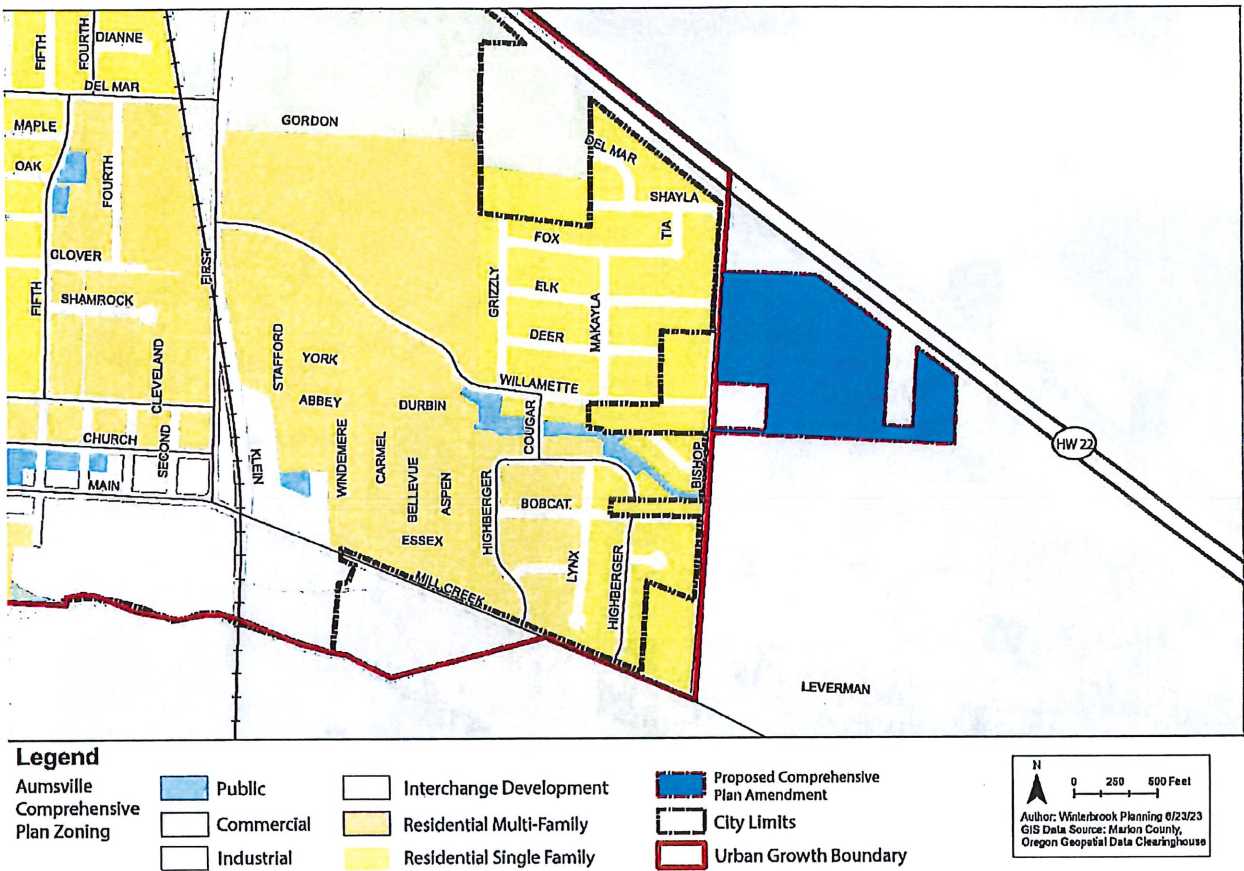 FIFTH
FOURTH
DIANNE
DEL MAR
MAPLE
OAK
FOURTH
GORDON
DEL MAR
SHAYLA
TIA
FOX
CLOVER
FIRST
FIFTH
SHAMROCK
GRIZZLY
ELK
MAKAYLA
DEER
STAFFORD
YORK
CLEVELAND
ABBEY
DURBIN
WILLAMETTE
COUGAR
CHURCH
SECOND
MAIN
KLEIN
WINDEMERE
CARMEL
BELLEVUE
ASPEN
HIGHBERGER
BOBCAT
BISHOP
HW 22
ESSEX
LYNX
HIGHBERGER
MILL CREEK
LEVERMAN
Legend
Aumsville
Comprehensive
Plan Zoning
Public
Commercial
Industrial
Interchange Development
Residential Multi-Family
Residential Single Family
Proposed Comprehensive
Plan Amendment
City Limits
Urban Growth Boundary
N
0 250 500 Feet
Author: Winterbrook Planning 6/23/23
GIS Data Source: Marion County,
Oregon Geospatial Data Clearinghouse